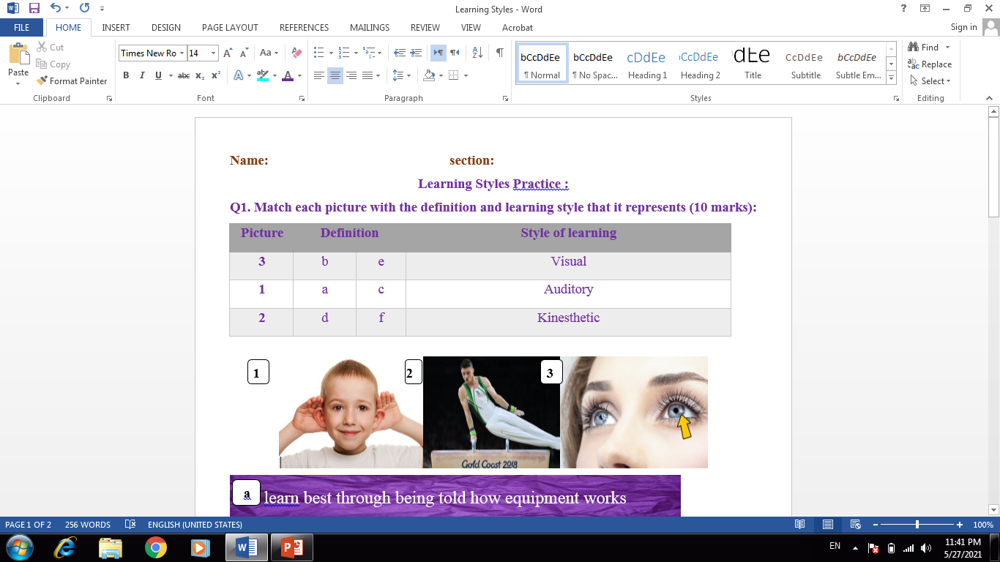 Learning Styles - Word
Sign in
FILE HOME INSERT DESIGN PAGE LAYOUT REFERENCES MAILINGS REVIEW VIEW Acrobat
Paste
Cut
Copy
Format Painter
Clipboard
Times New Ro 14
Font
Paragraph
bCcDdEe bCcDdEe cDdEe CcDdEe dEe CcDdEe bCcDdEe
¶ Normal ¶ No Spac... Heading 1 Heading 2 Title Subtitle Subtle Em...
Styles
Find
Replace
Select
Editing
Name: section:
Learning Styles Practice :
Q1. Match each picture with the definition and learning style that it represents (10 marks):
Picture Definition Style of learning
3 b e Visual
1 a c Auditory
2 d f Kinesthetic
1 2 3
Gold Coast 2018
a learn best through being told how equipment works
PAGE 1 OF 2 256 WORDS ENGLISH (UNITED STATES) 100%
EN 11:41 PM
5/27/2021